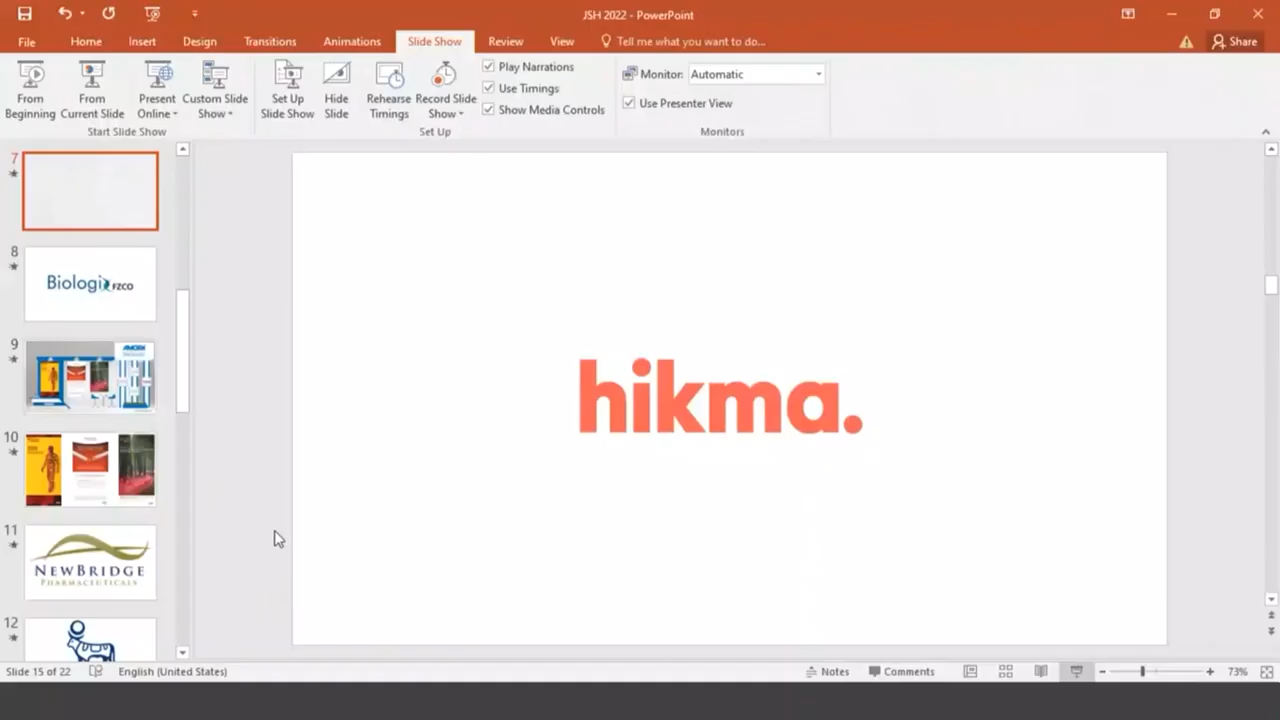 JSH 2022 - PowerPoint
File Home Insert Design Transitions Animations Slide Show Review View Tell me what you want to do... Share
From Beginning
From Current Slide
Present Online
Custom Slide Show
Start Slide Show
Set Up Slide Show
Hide Slide
Rehearse Timings
Record Slide Show
Play Narrations
Use Timings
Show Media Controls
Set Up
Monitor: Automatic
Use Presenter View
Monitors
7
8
Biologix FZCO
9
10
11
NEWBRIDGE
PHARMACEUTICALS
12
hikma.
Slide 15 of 22 English (United States) Notes Comments 73%